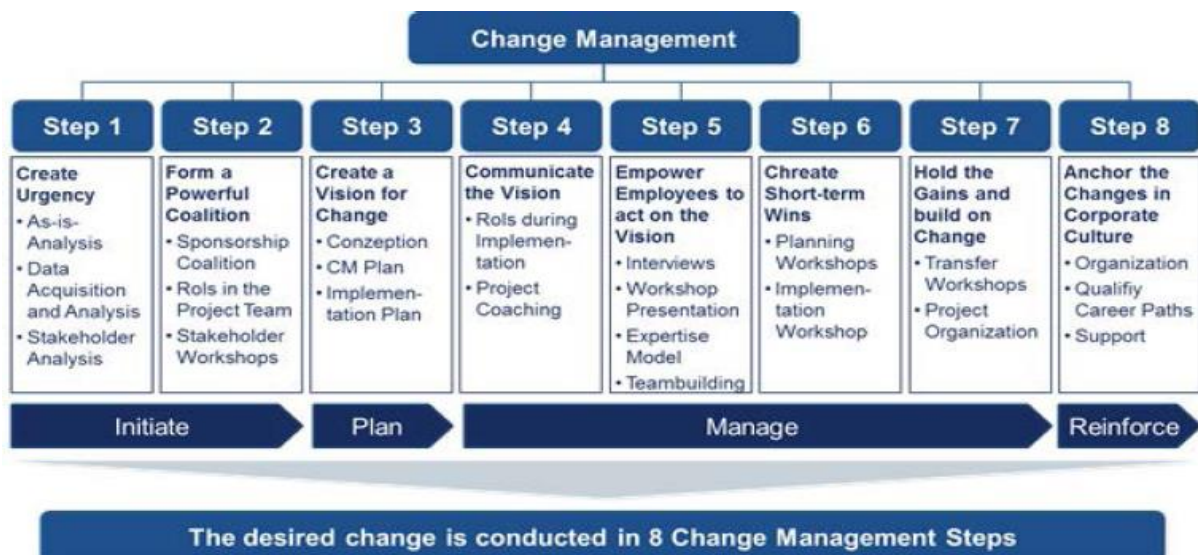 Change Management
Step 1
Step 2
Step 3
Step 4
Step 5
Step 6
Step 7
Step 8
Create
Urgency
• As-is-
Analysis
• Data
Acquisition
and Analysis
• Stakeholder
Analysis
Form a
Powerful
Coalition
• Sponsorship
Coalition
• Rols in the
Project Team
• Stakeholder
Workshops
Create a
Vision for
Change
• Conzeption
• CM Plan
• Implemen-
tation Plan
Communicate
the Vision
• Rols during
Implemen-
tation
• Project
Coaching
Empower
Employees to
act on the
Vision
• Interviews
• Workshop
Presentation
• Expertise
Model
• Teambuilding
Chreate
Short-term
Wins
• Planning
Workshops
• Implemen-
tation
Workshop
Hold the
Gains and
build on
Change
• Transfer
Workshops
• Project
Organization
Anchor the
Changes in
Corporate
Culture
• Organization
• Qualifiy
Career Paths
• Support
Initiate
Plan
Manage
Reinforce
The desired change is conducted in 8 Change Management Steps